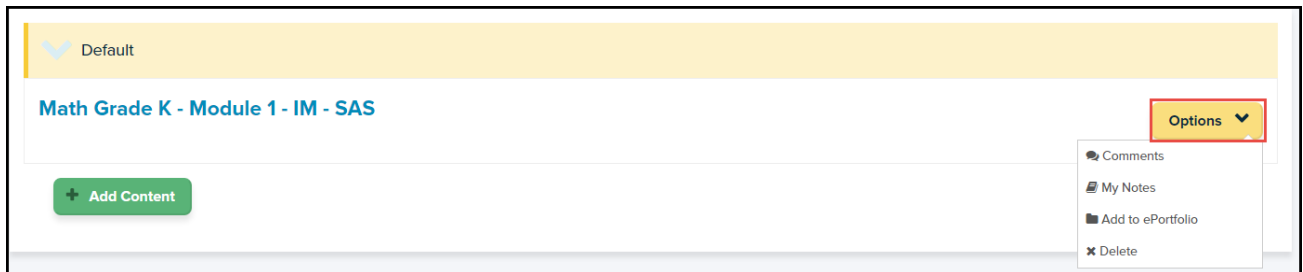 Default
Math Grade K - Module 1 - IM - SAS
Options
Comments
My Notes
Add to ePortfolio
Delete
Add Content